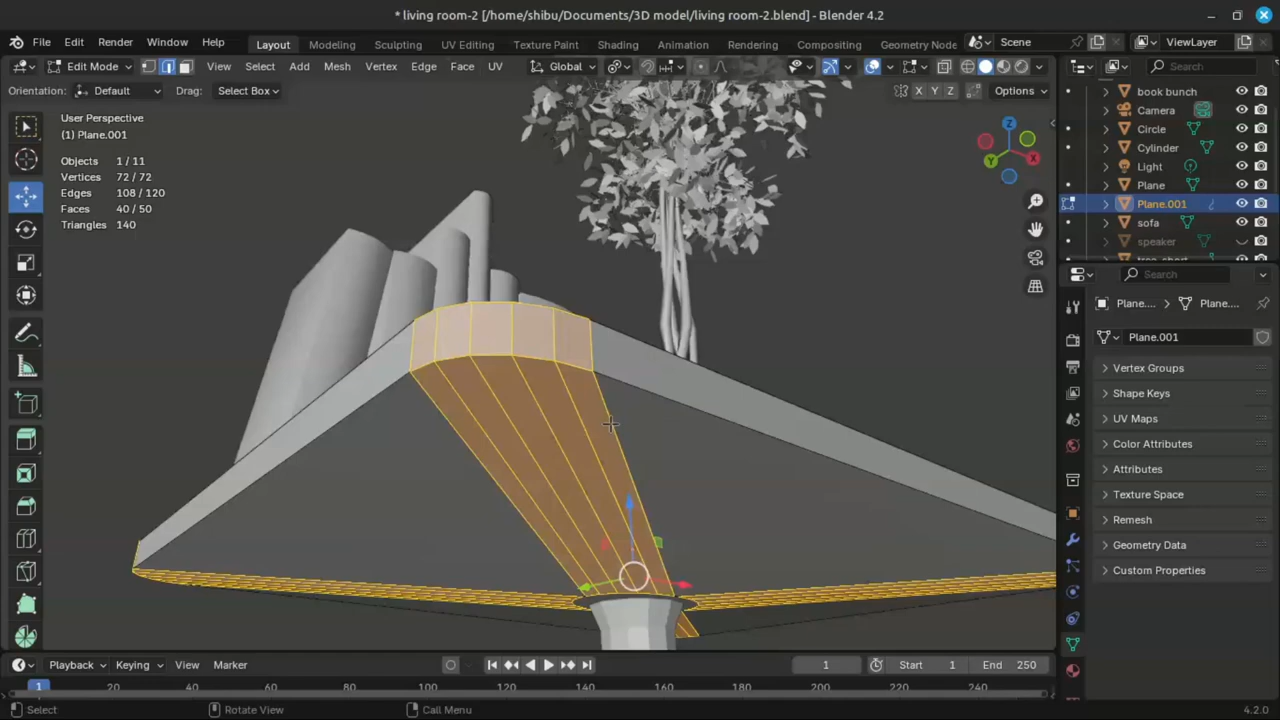 * living room-2 [/home/shibu/Documents/3D model/living room-2.blend] - Blender 4.2
File Edit Render Window Help Layout Modeling Sculpting UV Editing Texture Paint Shading Animation Rendering Compositing Geometry Node Scene ViewLayer
Edit Mode View Select Add Mesh Vertex Edge Face UV Global Search
Orientation: Default Drag: Select Box X Y Z Options
User Perspective
(1) Plane.001
Objects 1 / 11
Vertices 72 / 72
Edges 108 / 120
Faces 40 / 50
Triangles 140
Z
X
Y
book bunch
Camera
Circle
Cylinder
Light
Plane
Plane.001
sofa
speaker
Search
Plane.... Plane....
Plane.001
Vertex Groups
Shape Keys
UV Maps
Color Attributes
Attributes
Texture Space
Remesh
Geometry Data
Custom Properties
Playback Keying View Marker 1 Start 1 End 250
1 20 40 60 80 100 120 140 160 180 200 220 240
Select Rotate View Call Menu 4.2.0